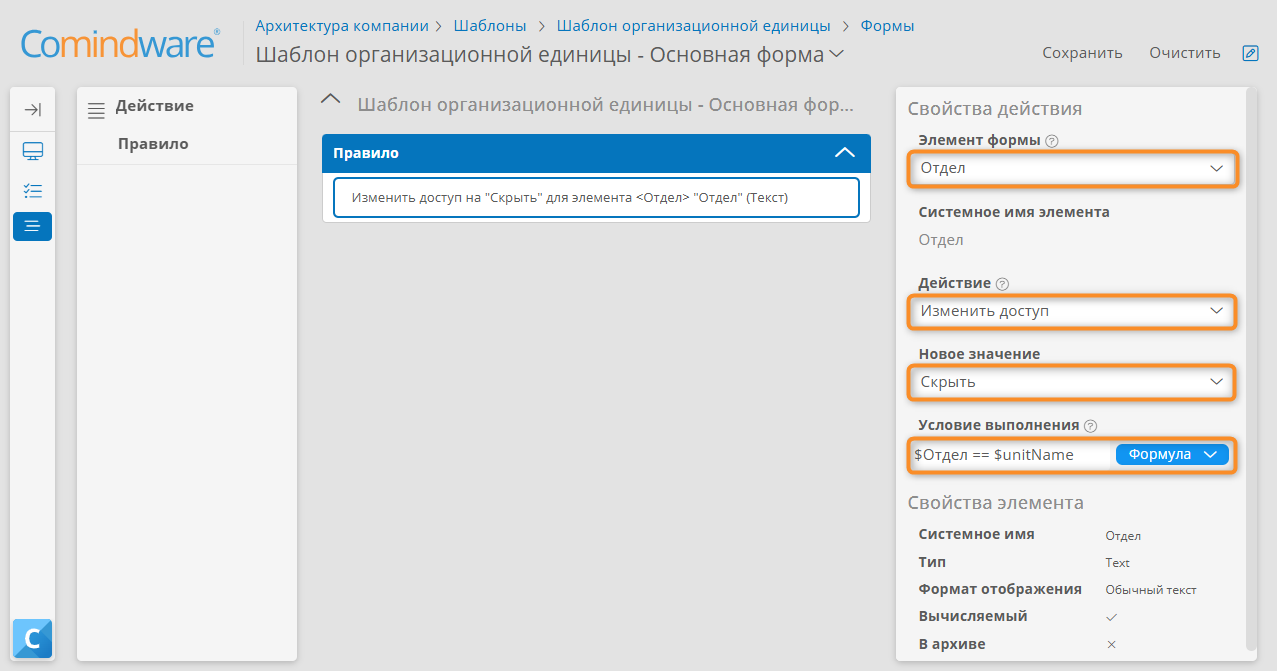 Comindware®
Архитектура компании > Шаблоны > Шаблон организационной единицы > Формы
Шаблон организационной единицы - Основная форма
Сохранить Очистить
Действие
Правило
Шаблон организационной единицы - Основная фор...
Правило
Изменить доступ на "Скрыть" для элемента <Отдел> "Отдел" (Текст)
Свойства действия
Элемент формы ?
Отдел
Системное имя элемента
Отдел
Действие ?
Изменить доступ
Новое значение
Скрыть
Условие выполнения ?
$Отдел == $unitName Формула
Свойства элемента
Системное имя Отдел
Тип Text
Формат отображения Обычный текст
Вычисляемый ✓
В архиве ×
C